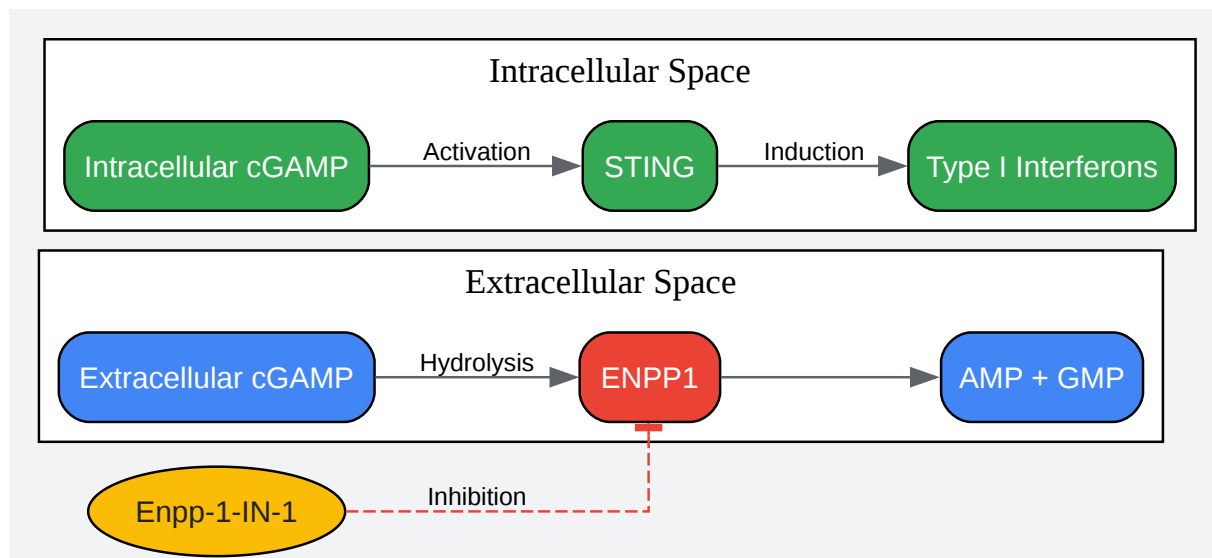 Intracellular Space
Intracellular cGAMP
Activation
STING
Induction
Type I Interferons
Extracellular Space
Extracellular cGAMP
Hydrolysis
ENPP1
AMP + GMP
Enpp-1-IN-1
Inhibition